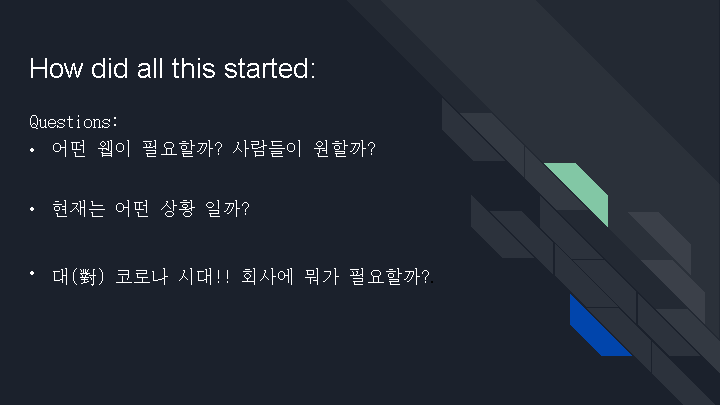 How did all this started:
Questions:
• 어떤 웹이 필요할까? 사람들이 원할까?
• 현재는 어떤 상황 일까?
• 대(對) 코로나 시대!! 회사에 뭐가 필요할까?